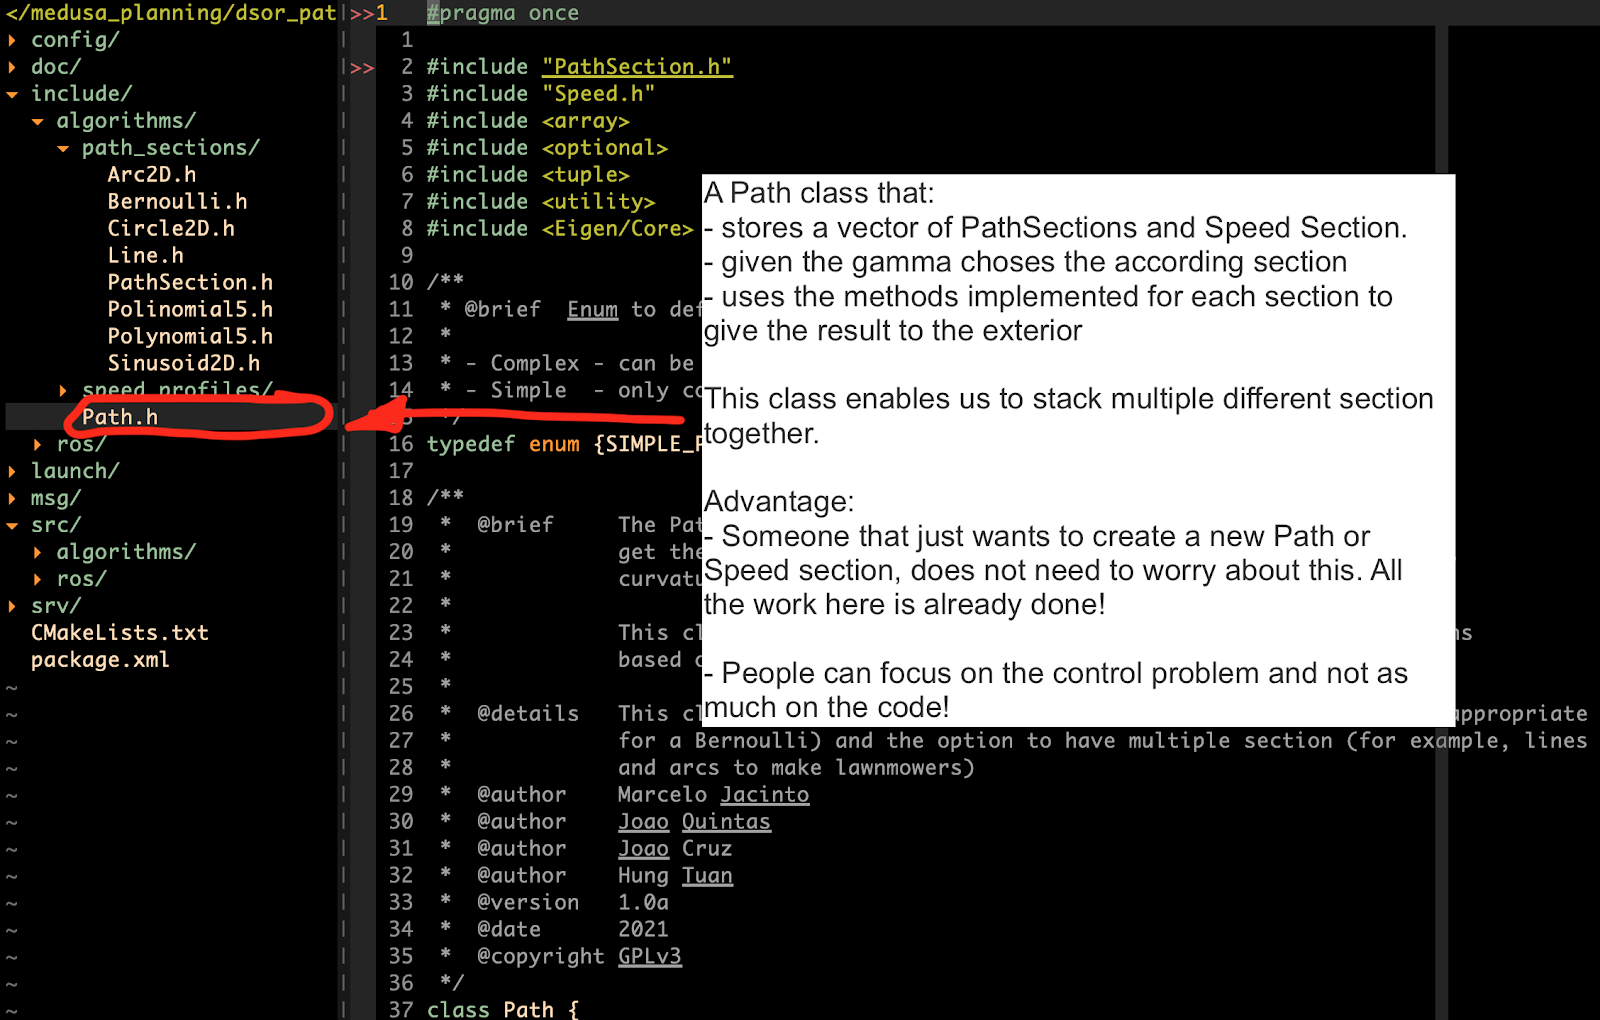 </medusa_planning/dsor_pat
config/
doc/
include/
algorithms/
path_sections/
Arc2D.h
Bernoulli.h
Circle2D.h
Line.h
PathSection.h
Polinomial5.h
Polynomial5.h
Sinusoid2D.h
speed_profiles/
Path.h
ros/
launch/
msg/
src/
algorithms/
ros/
srv/
CMakeLists.txt
package.xml
~
~
~
~
~
~
~
~
~
~
~
~
~
>>1 #pragma once
1
>> 2 #include "PathSection.h"
3 #include "Speed.h"
4 #include <array>
5 #include <optional>
6 #include <tuple>
7 #include <utility>
8 #include <Eigen/Core>
9
10 /**
11 * @brief Enum to def
12 *
13 * - Complex - can be
14 * - Simple - only co
*/
16 typedef enum {SIMPLE_P
17
18 /**
19 * @brief The Pat
20 * get the
21 * curvatu
22 *
23 * This cl ns
24 * based o
25 *
26 * @details This cl appropriate
27 * for a Bernoulli) and the option to have multiple section (for example, lines
28 * and arcs to make lawnmowers)
29 * @author Marcelo Jacinto
30 * @author Joao Quintas
31 * @author Joao Cruz
32 * @author Hung Tuan
33 * @version 1.0a
34 * @date 2021
35 * @copyright GPLv3
36 */
37 class Path {
A Path class that:
- stores a vector of PathSections and Speed Section.
- given the gamma choses the according section
- uses the methods implemented for each section to
give the result to the exterior
This class enables us to stack multiple different section
together.
Advantage:
- Someone that just wants to create a new Path or
Speed section, does not need to worry about this. All
the work here is already done!
- People can focus on the control problem and not as
much on the code!